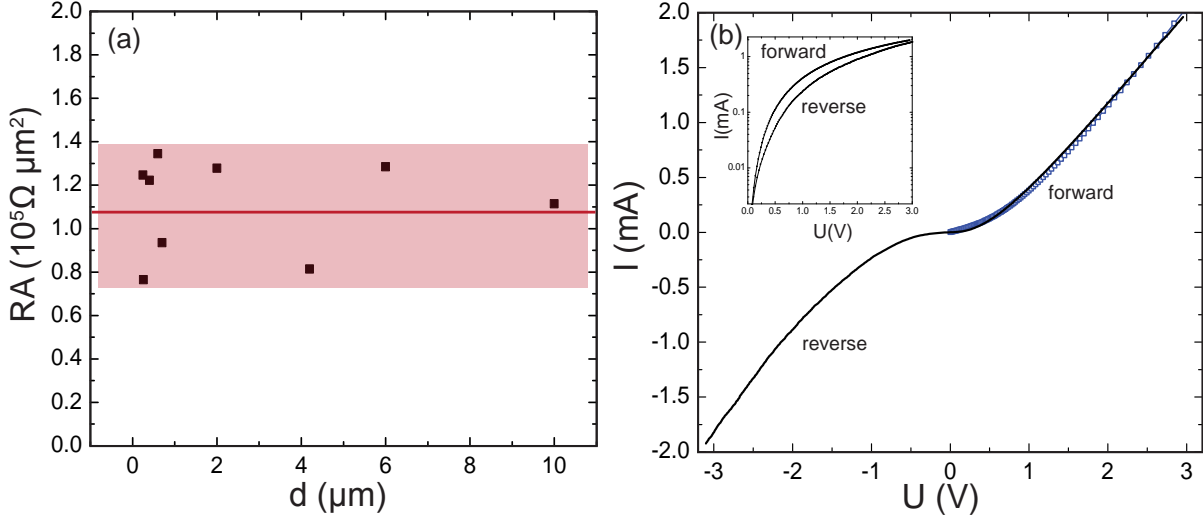 (a)
RA (10⁵Ω µm²)
2.0
1.8
1.6
1.4
1.2
1.0
0.8
0.6
0.4
0.2
0.0
0 2 4 6 8 10
d (µm)
(b)
I (mA)
2.0
1.5
1.0
0.5
0.0
-0.5
-1.0
-1.5
-2.0
-3 -2 -1 0 1 2 3
U (V)
forward
reverse
I(mA)
1
0.1
0.01
forward
reverse
0.0 0.5 1.0 1.5 2.0 2.5 3.0
U(V)